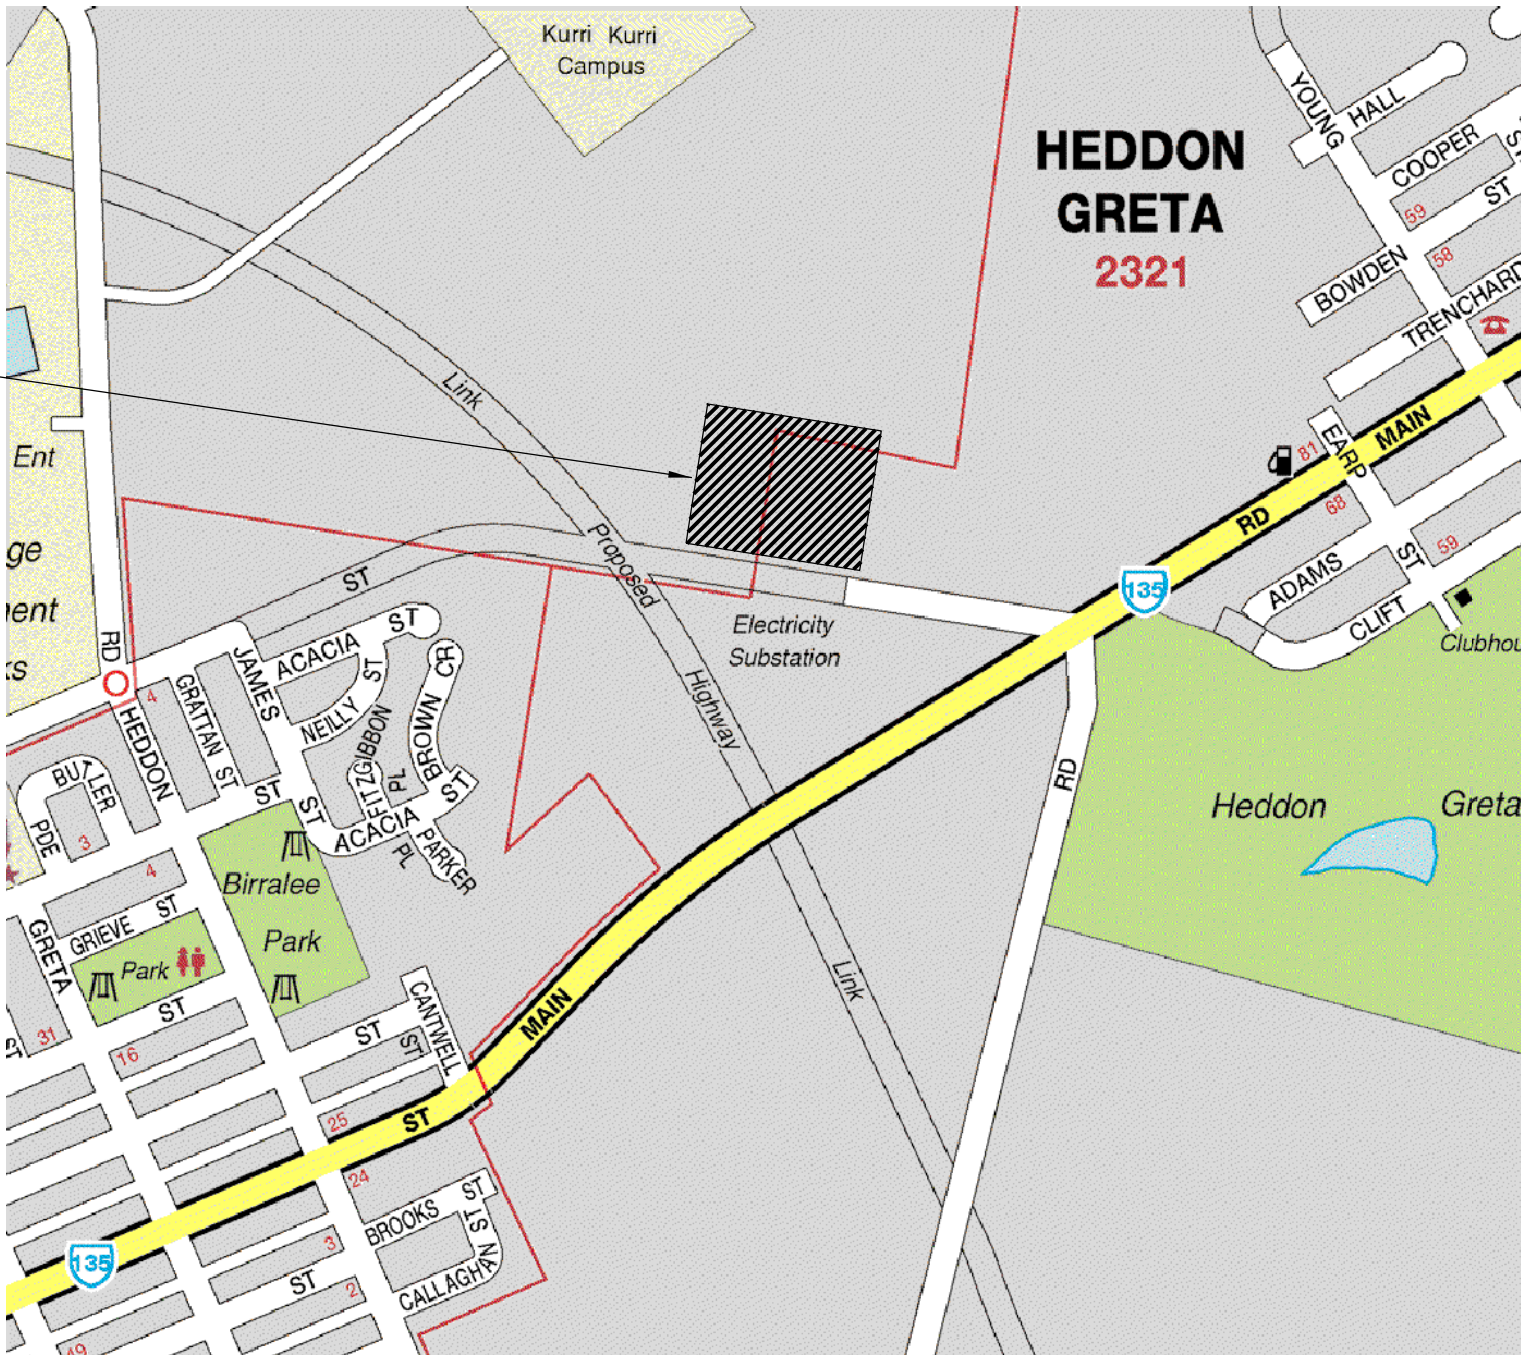 Kurri Kurri
Campus
HEDDON
GRETA
2321
YOUNG
HALL
COOPER
ST
ST
59
58
BOWDEN
TRENCHARD
MAIN
EARP
81
68
RD
ST
59
ADAMS
CLIFT
135
Clubhou
Link
Ent
ge
ent
ks
Proposed
ST
Electricity
Substation
Highway
RD
RD
HEDDON
4
GRATTAN
ST
JAMES
ST
ACACIA
ST
NEILLY
ST
FITZGIBBON
PL
BROWN CR
ST
ACACIA
ST
PARKER
PL
BUTLER
PDE
3
4
Birralee
Park
Heddon
Greta
GRIEVE
ST
GRETA
Park
ST
31
ST
16
ST
ST
CANTWELL
MAIN
Link
25
ST
24
BROOKS
ST
ST
CALLAGHAN
3
ST
2
135
49